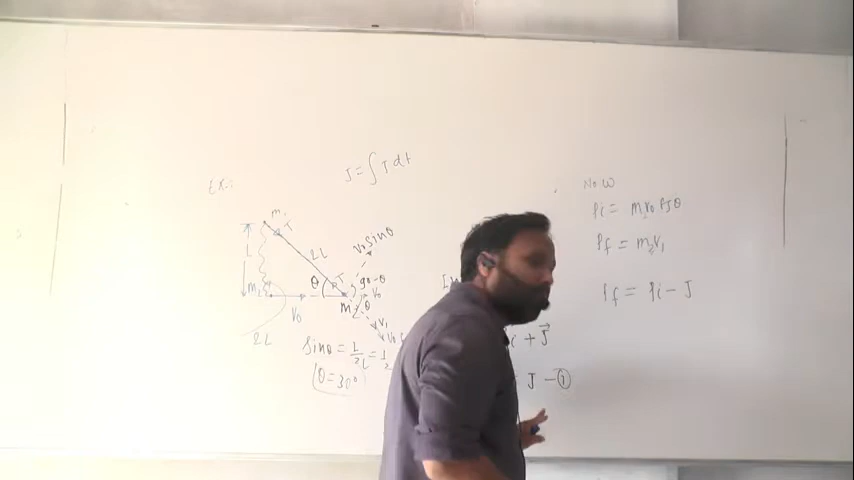 Ex:
J = ∫ T dt
m₁
T
L
2L
T
θ
v₀ sinθ
90-θ
v₀
m₂
v₀
m₂
θ
v₁
2L
sinθ = L/2L = 1/2
θ = 30°
+ J⃗
J - ①
Now
Pi = m₂v₀ cosθ
Pf = m₂v₁
Pf = Pi - J